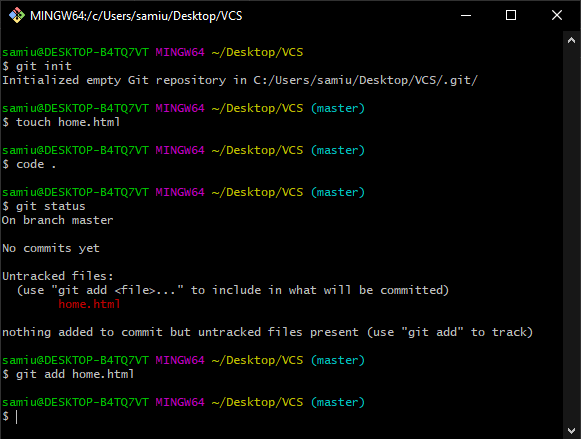 MINGW64:/c/Users/samiu/Desktop/VCS
samiu@DESKTOP-B4TQ7VT MINGW64 ~/Desktop/VCS
$ git init
Initialized empty Git repository in C:/Users/samiu/Desktop/VCS/.git/
samiu@DESKTOP-B4TQ7VT MINGW64 ~/Desktop/VCS (master)
$ touch home.html
samiu@DESKTOP-B4TQ7VT MINGW64 ~/Desktop/VCS (master)
$ code .
samiu@DESKTOP-B4TQ7VT MINGW64 ~/Desktop/VCS (master)
$ git status
On branch master
No commits yet
Untracked files:
(use "git add <file>..." to include in what will be committed)
home.html
nothing added to commit but untracked files present (use "git add" to track)
samiu@DESKTOP-B4TQ7VT MINGW64 ~/Desktop/VCS (master)
$ git add home.html
samiu@DESKTOP-B4TQ7VT MINGW64 ~/Desktop/VCS (master)
$